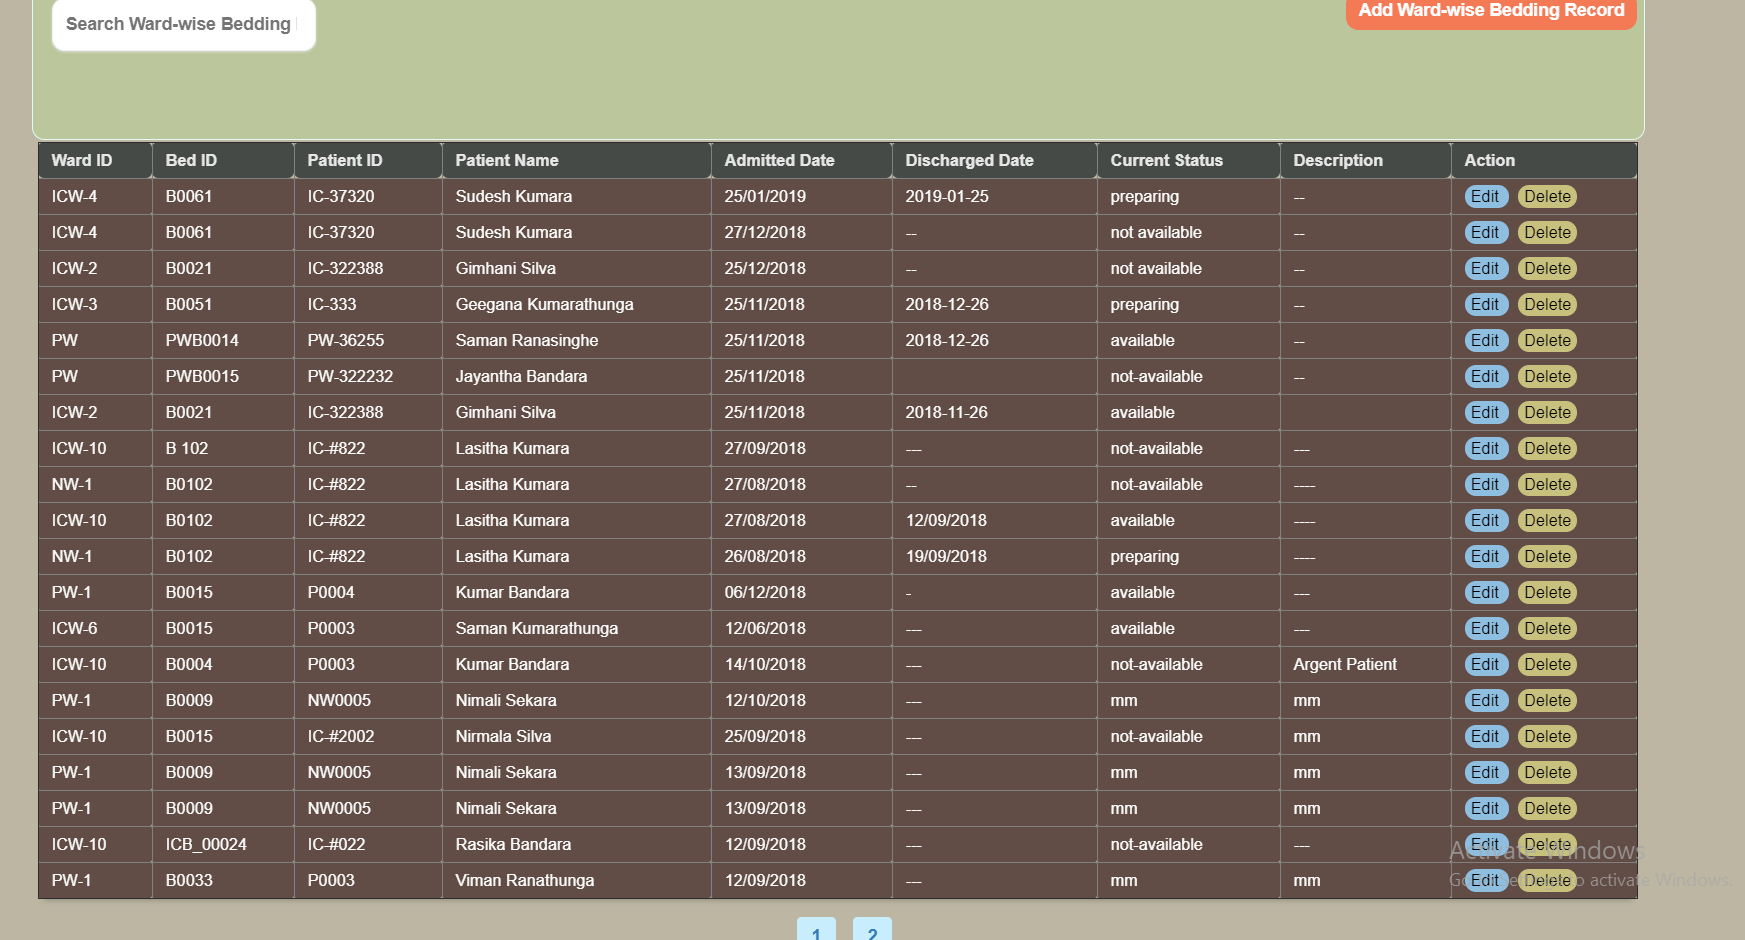 Search Ward-wise Bedding
Add Ward-wise Bedding Record
Ward ID Bed ID Patient ID Patient Name Admitted Date Discharged Date Current Status Description Action
ICW-4 B0061 IC-37320 Sudesh Kumara 25/01/2019 2019-01-25 preparing -- Edit Delete
ICW-4 B0061 IC-37320 Sudesh Kumara 27/12/2018 -- not available -- Edit Delete
ICW-2 B0021 IC-322388 Gimhani Silva 25/12/2018 -- not available -- Edit Delete
ICW-3 B0051 IC-333 Geegana Kumarathunga 25/11/2018 2018-12-26 preparing -- Edit Delete
PW PWB0014 PW-36255 Saman Ranasinghe 25/11/2018 2018-12-26 available -- Edit Delete
PW PWB0015 PW-322232 Jayantha Bandara 25/11/2018 not-available -- Edit Delete
ICW-2 B0021 IC-322388 Gimhani Silva 25/11/2018 2018-11-26 available Edit Delete
ICW-10 B 102 IC-#822 Lasitha Kumara 27/09/2018 --- not-available --- Edit Delete
NW-1 B0102 IC-#822 Lasitha Kumara 27/08/2018 -- not-available ---- Edit Delete
ICW-10 B0102 IC-#822 Lasitha Kumara 27/08/2018 12/09/2018 available ---- Edit Delete
NW-1 B0102 IC-#822 Lasitha Kumara 26/08/2018 19/09/2018 preparing ---- Edit Delete
PW-1 B0015 P0004 Kumar Bandara 06/12/2018 - available --- Edit Delete
ICW-6 B0015 P0003 Saman Kumarathunga 12/06/2018 --- available --- Edit Delete
ICW-10 B0004 P0003 Kumar Bandara 14/10/2018 --- not-available Argent Patient Edit Delete
PW-1 B0009 NW0005 Nimali Sekara 12/10/2018 --- mm mm Edit Delete
ICW-10 B0015 IC-#2002 Nirmala Silva 25/09/2018 --- not-available mm Edit Delete
PW-1 B0009 NW0005 Nimali Sekara 13/09/2018 --- mm mm Edit Delete
PW-1 B0009 NW0005 Nimali Sekara 13/09/2018 --- mm mm Edit Delete
ICW-10 ICB_00024 IC-#022 Rasika Bandara 12/09/2018 --- not-available --- Edit Delete
Activate Windows
PW-1 B0033 P0003 Viman Ranathunga 12/09/2018 --- mm mm Edit Delete
activate Windows.
1 2